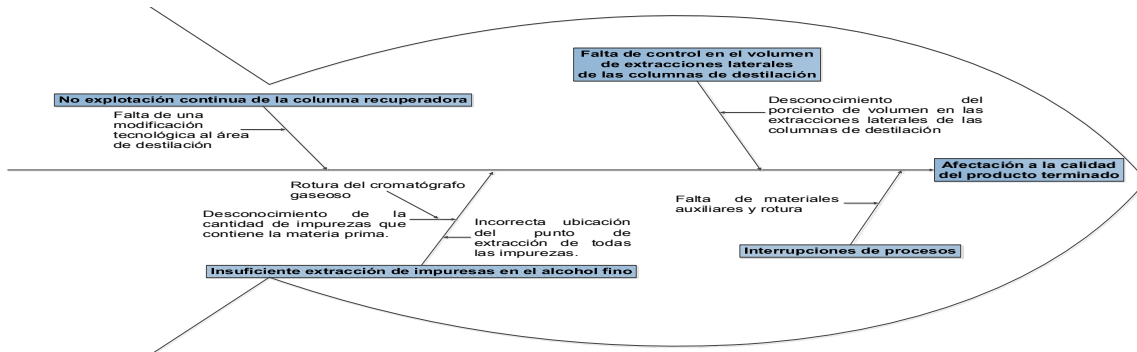 Falta de control en el volumen
de extracciones laterales
de las columnas de destilación
No explotación continua de la columna recuperadora
Falta de una
modificación
tecnológica al área
de destilación
Desconocimiento del
porciento de volumen en las
extracciones laterales de las
columnas de destilación
Afectación a la calidad
del producto terminado
Rotura del cromatógrafo
gaseoso
Desconocimiento de la
cantidad de impurezas que
contiene la materia prima.
Incorrecta ubicación
del punto de
extracción de todas
las impurezas.
Falta de materiales
auxiliares y rotura
Interrupciones de procesos
Insuficiente extracción de impuresas en el alcohol fino